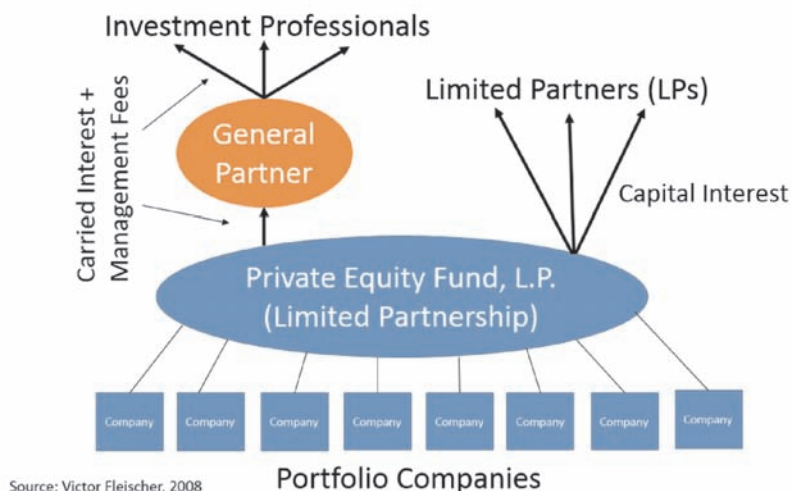 Investment Professionals
Limited Partners (LPs)
Carried Interest +
Management Fees
General
Partner
Capital Interest
Private Equity Fund, L.P.
(Limited Partnership)
Company Company Company Company Company Company Company Company
Portfolio Companies
Source: Victor Fleischer, 2008